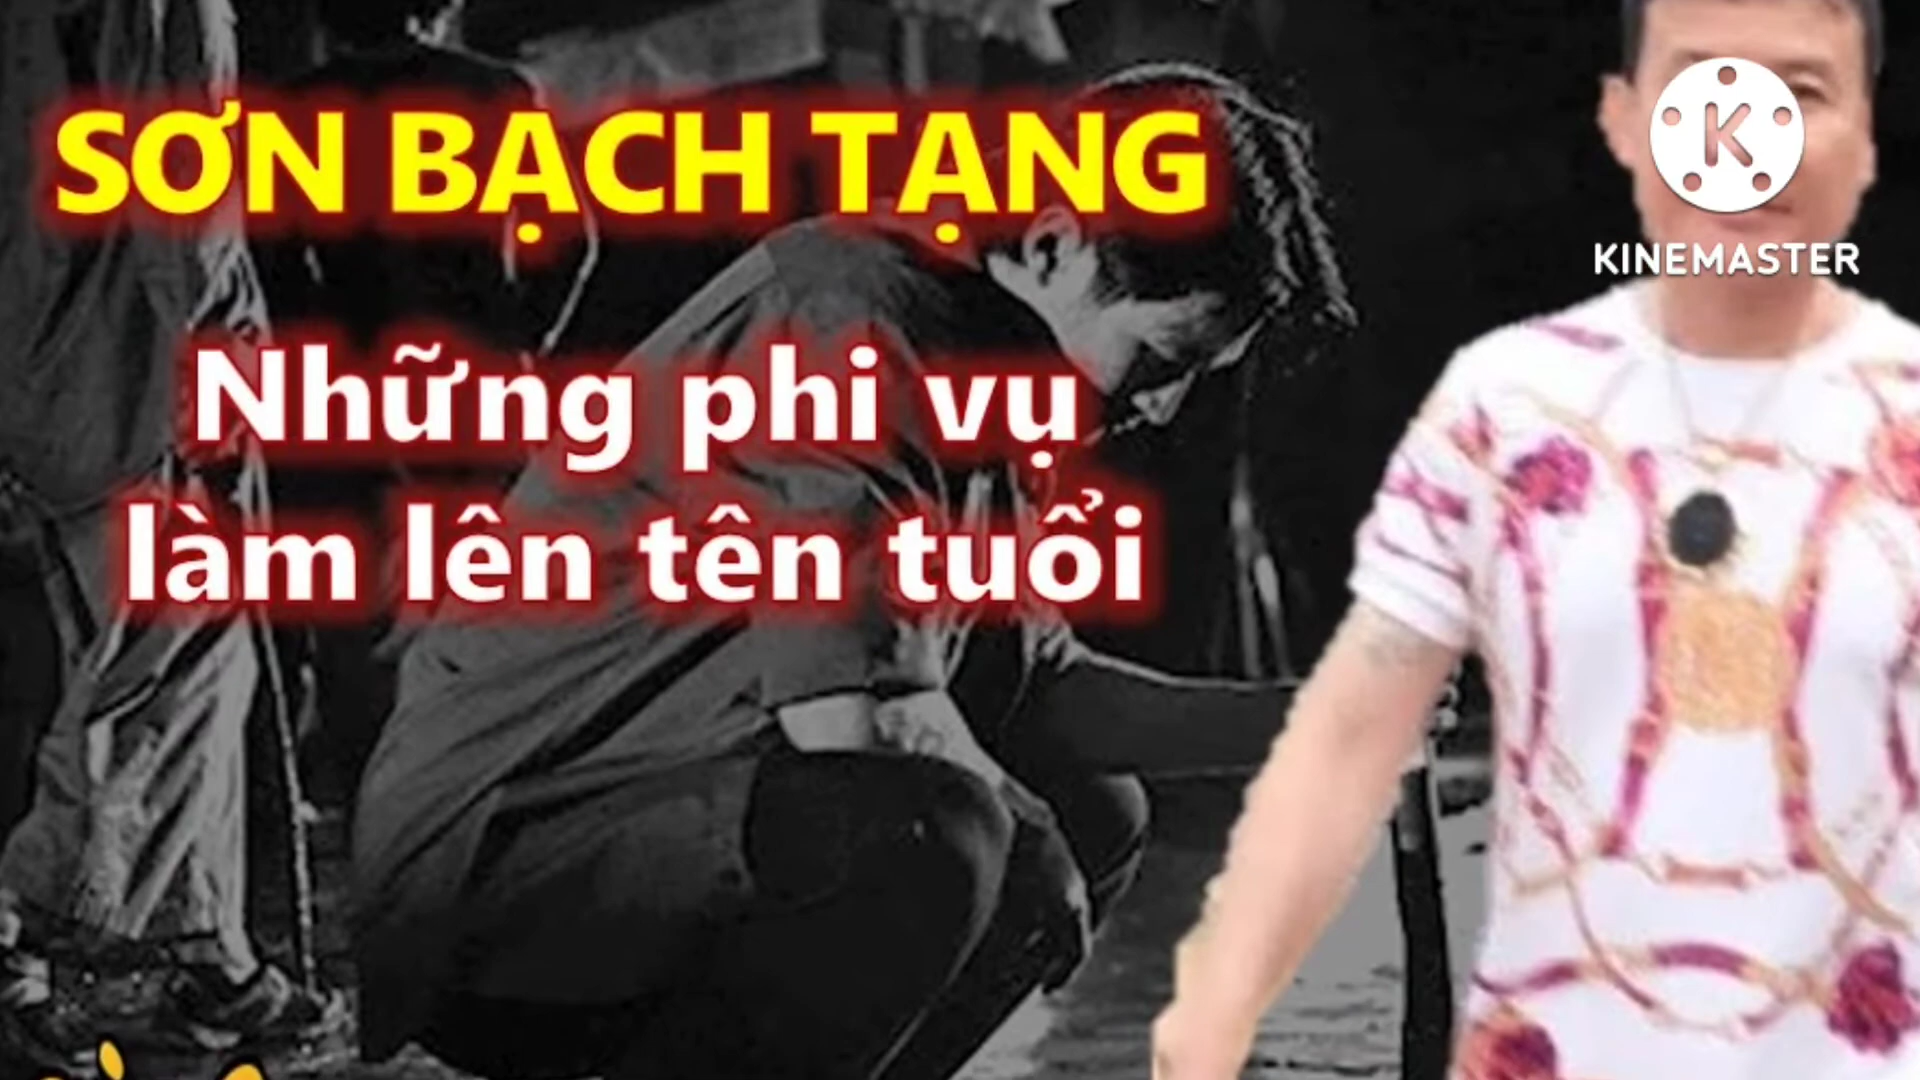 SƠN BẠCH TẠNG
K
KINEMASTER
Những phi vụ
làm lên tên tuổi